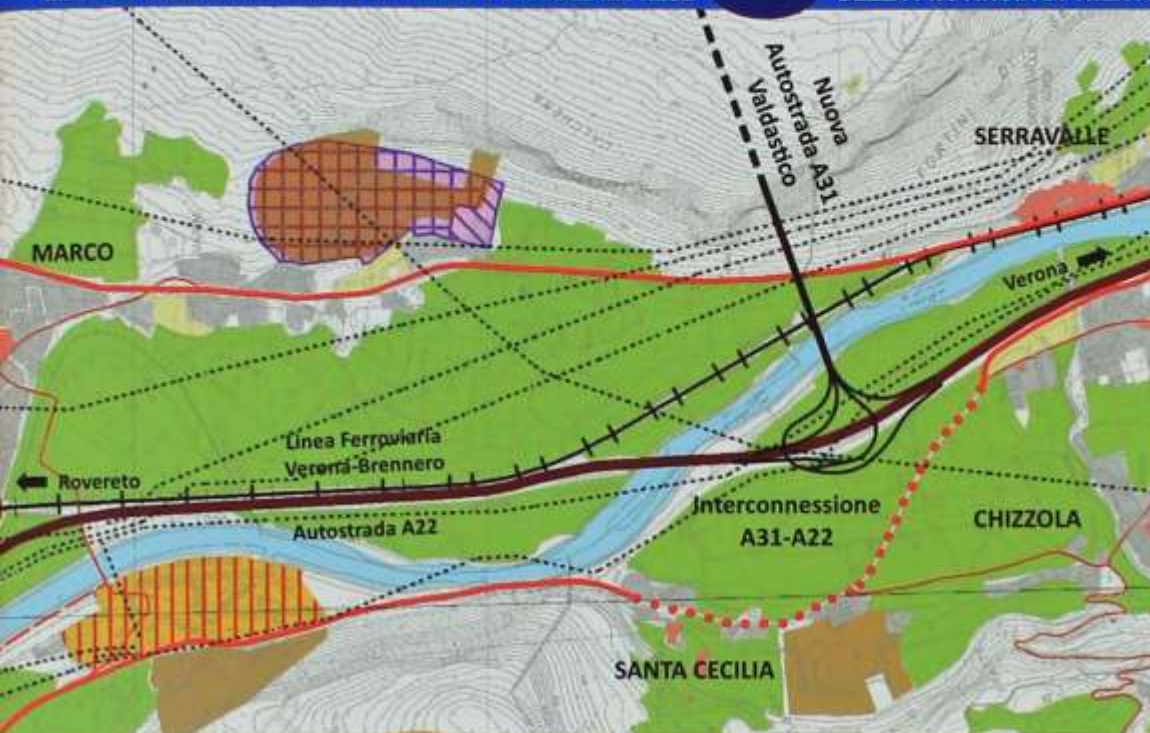 Nuova
Autostrada A31
Valdastico
SERRAVALLE
MARCO
Verona
Linea Ferroviaria
Verona-Brennero
Rovereto
Autostrada A22
Interconnessione
A31-A22
CHIZZOLA
SANTA CECILIA